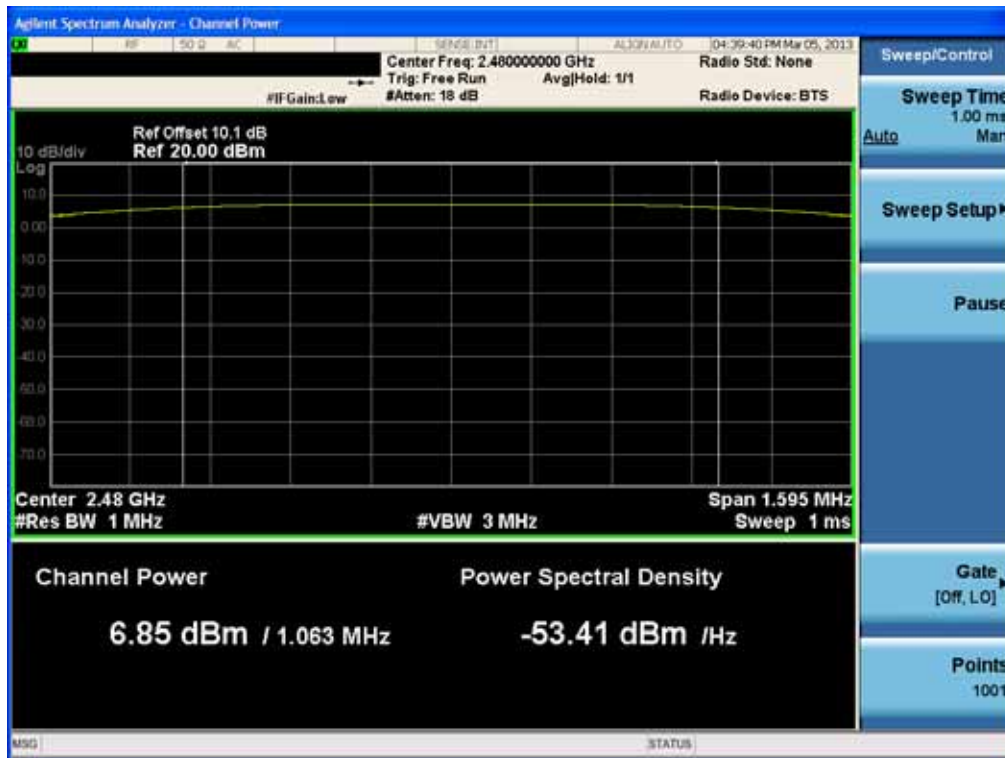 Agilent Spectrum Analyzer - Channel Power
RF 50 Ω AC SENSE:INT ALIGN AUTO 04:39:40 PM Mar 05, 2013
Center Freq: 2.480000000 GHz Radio Std: None
Trig: Free Run Avg|Hold: 1/1
#IFGain:Low #Atten: 18 dB Radio Device: BTS
Ref Offset 10.1 dB
10 dB/div Ref 20.00 dBm
Log
10.0
0.00
-10.0
-20.0
-30.0
-40.0
-50.0
-60.0
-70.0
Center 2.48 GHz Span 1.595 MHz
#Res BW 1 MHz #VBW 3 MHz Sweep 1 ms
Channel Power Power Spectral Density
6.85 dBm / 1.063 MHz -53.41 dBm /Hz
MSG STATUS
Sweep/Control
Sweep Time
1.00 ms
Auto Man
Sweep Setup
Pause
Gate
[Off, LO]
Points
1001